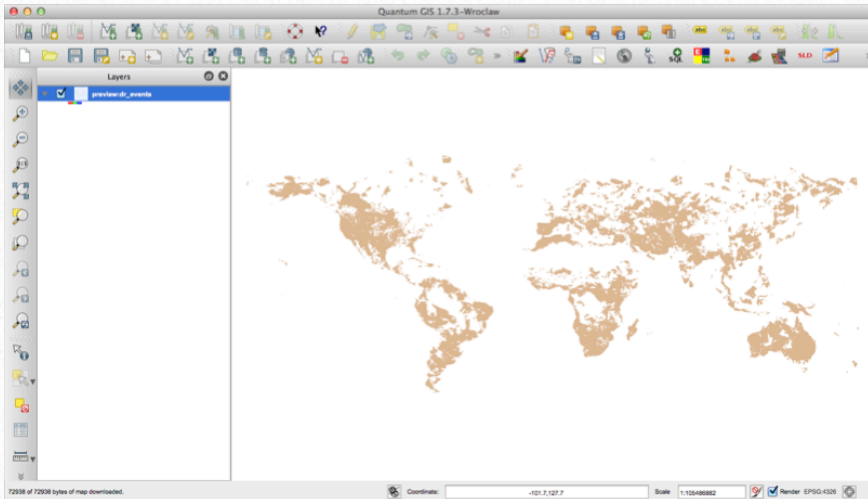 Quantum GIS 1.7.3-Wroclaw
SQL
SLD
Layers
preview:dr_events
72938 of 72938 bytes of map downloaded.
Coordinate:
-101.7,127.7
Scale
1:105486882
Render
EPSG:4326